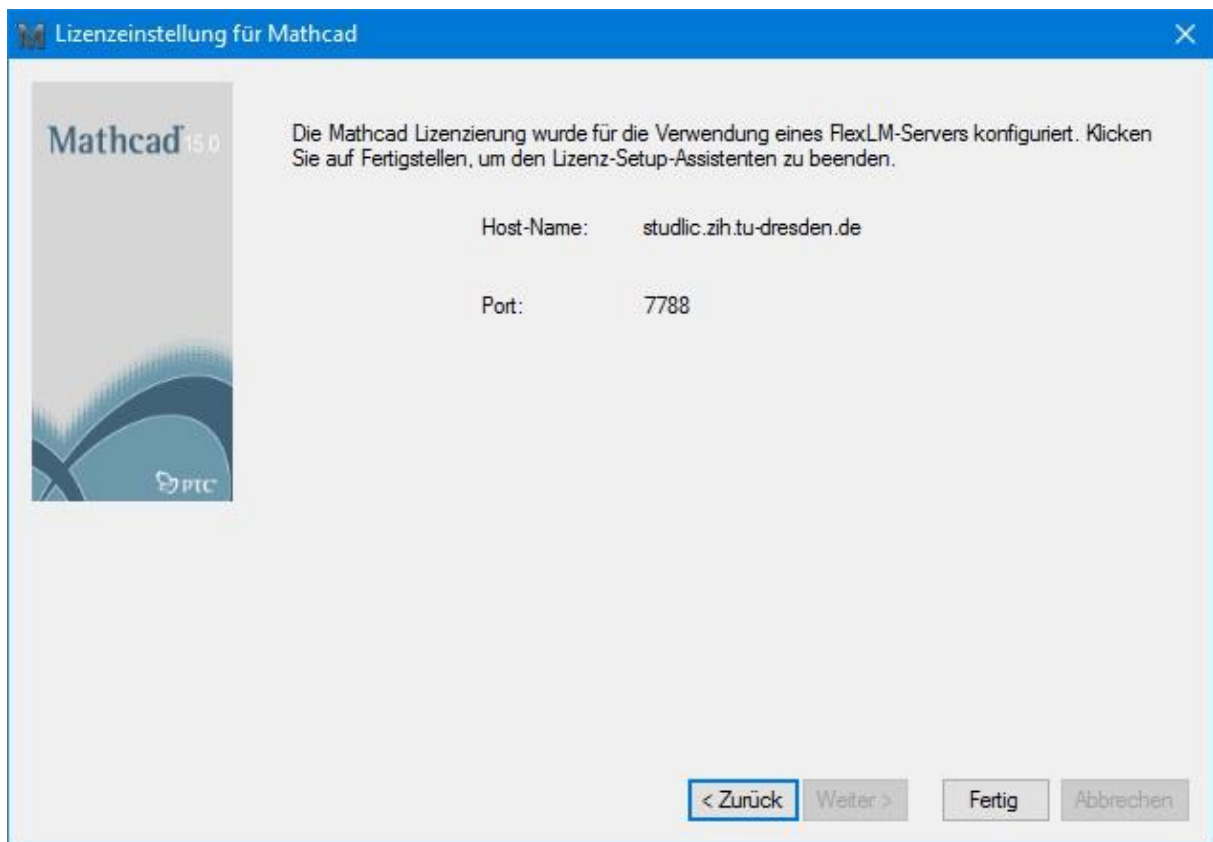 Lizenzeinstellung für Mathcad
Mathcad 15.0
Die Mathcad Lizenzierung wurde für die Verwendung eines FlexLM-Servers konfiguriert. Klicken
Sie auf Fertigstellen, um den Lizenz-Setup-Assistenten zu beenden.
Host-Name: studlic.zih.tu-dresden.de
Port: 7788
PTC
< Zurück Weiter > Fertig Abbrechen